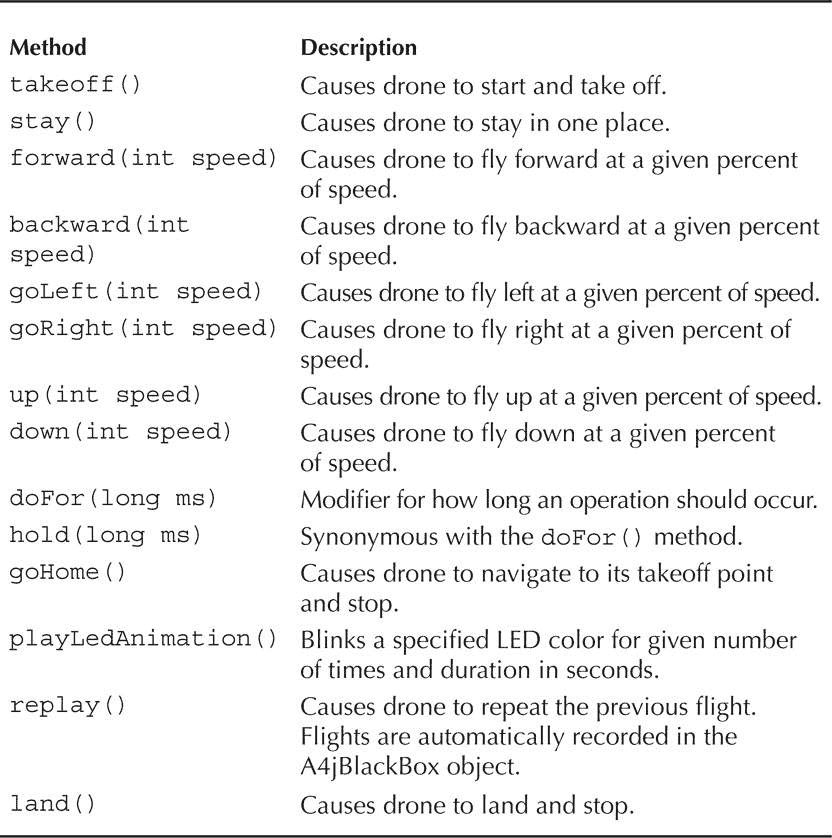 Method Description
takeoff() Causes drone to start and take off.
stay() Causes drone to stay in one place.
forward(int speed) Causes drone to fly forward at a given percent
of speed.
backward(int Causes drone to fly backward at a given percent
speed) of speed.
goLeft(int speed) Causes drone to fly left at a given percent of speed.
goRight(int speed) Causes drone to fly right at a given percent of
speed.
up(int speed) Causes drone to fly up at a given percent of speed.
down(int speed) Causes drone to fly down at a given percent
of speed.
doFor(long ms) Modifier for how long an operation should occur.
hold(long ms) Synonymous with the doFor() method.
goHome() Causes drone to navigate to its takeoff point
and stop.
playLedAnimation() Blinks a specified LED color for given number
of times and duration in seconds.
replay() Causes drone to repeat the previous flight.
Flights are automatically recorded in the
A4jBlackBox object.
land() Causes drone to land and stop.